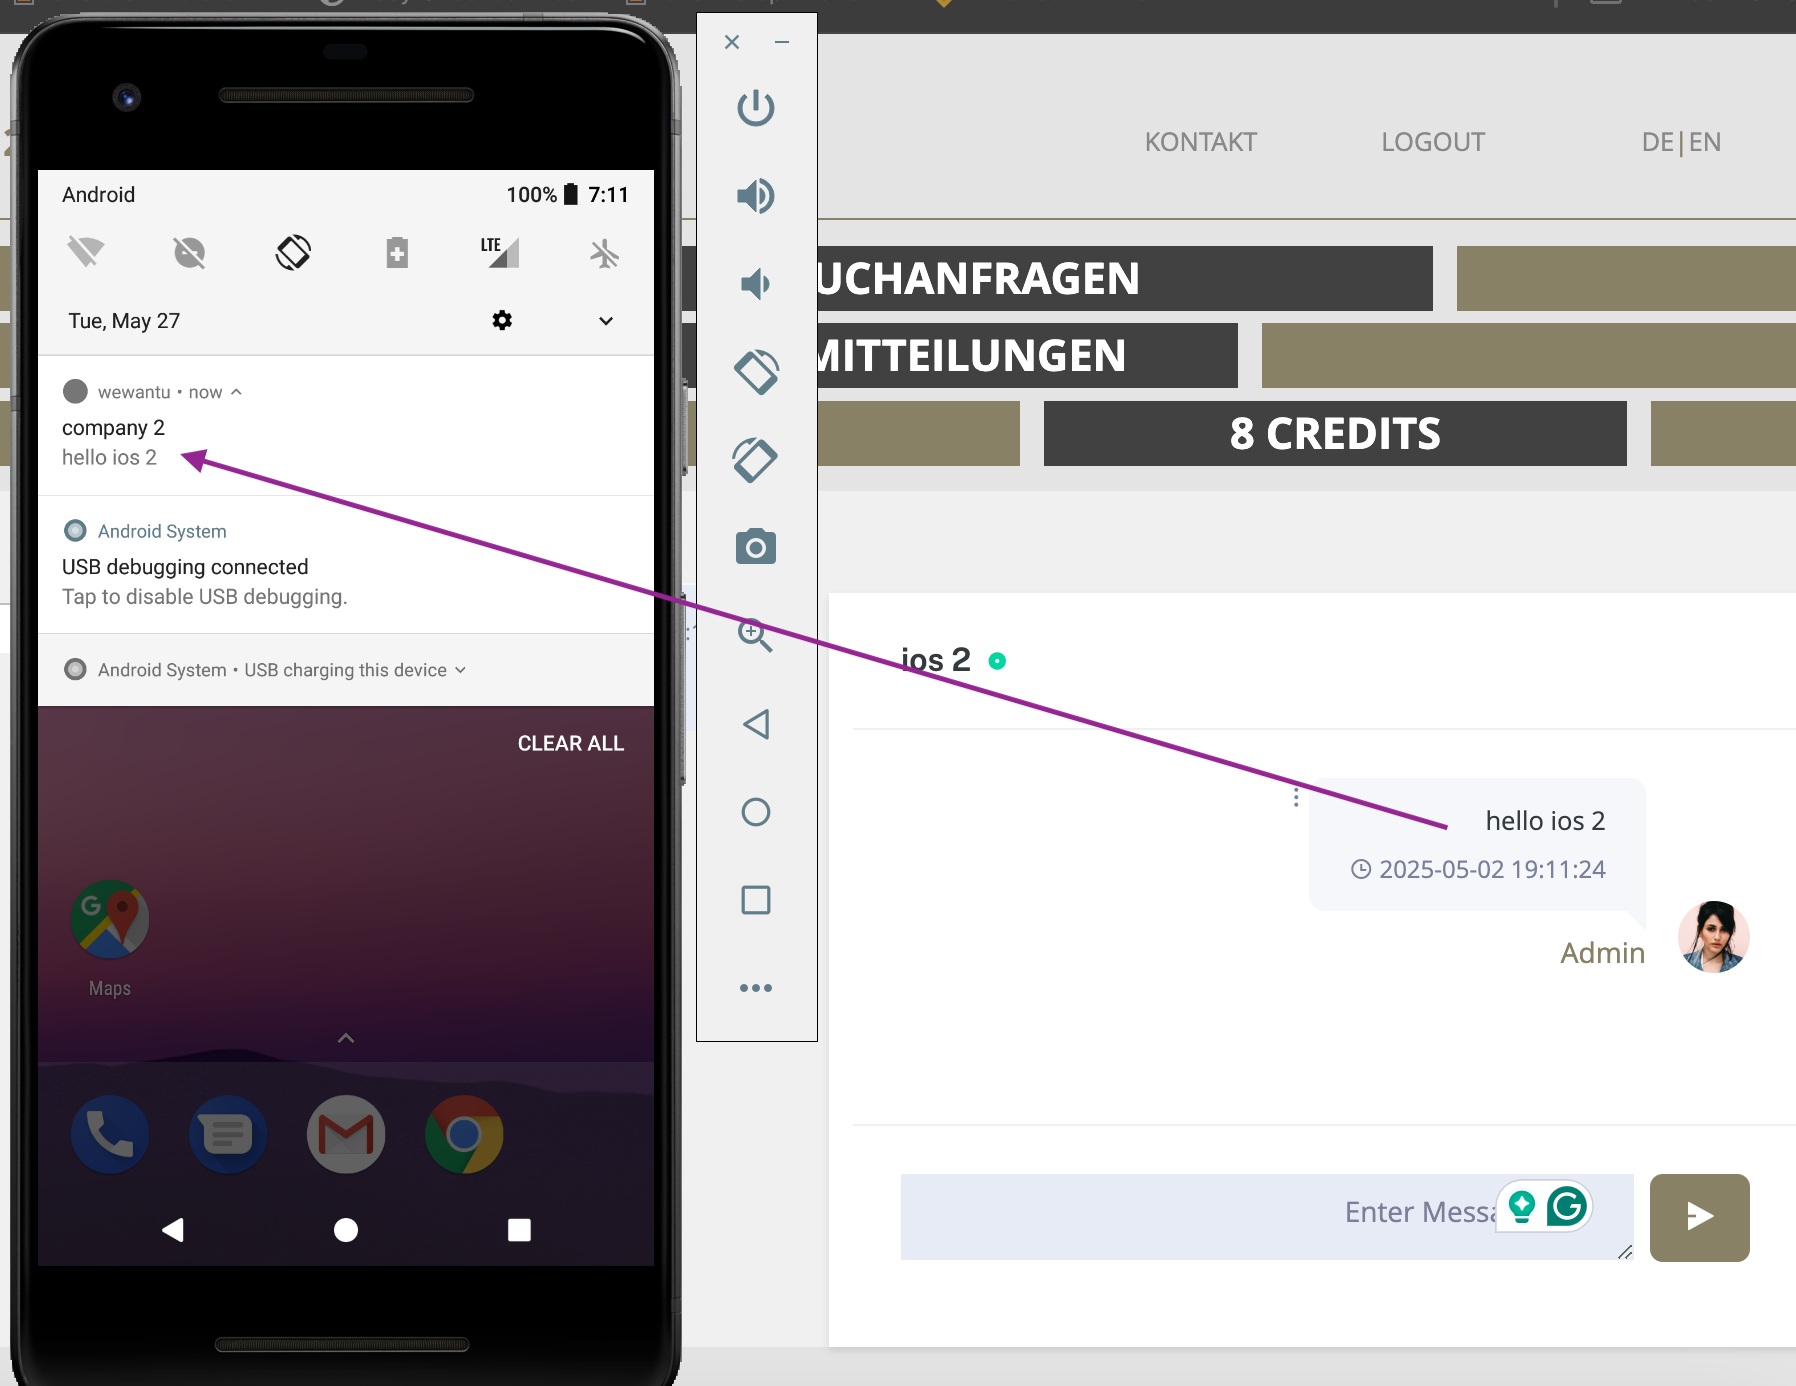 Android
100% 7:11
LTE
Tue, May 27
wewantu • now
company 2
hello ios 2
Android System
USB debugging connected
Tap to disable USB debugging.
Android System • USB charging this device
CLEAR ALL
Maps
KONTAKT
LOGOUT
DE|EN
UCHANFRAGEN
MITTEILUNGEN
8 CREDITS
ios 2
hello ios 2
2025-05-02 19:11:24
Admin
Enter Messa